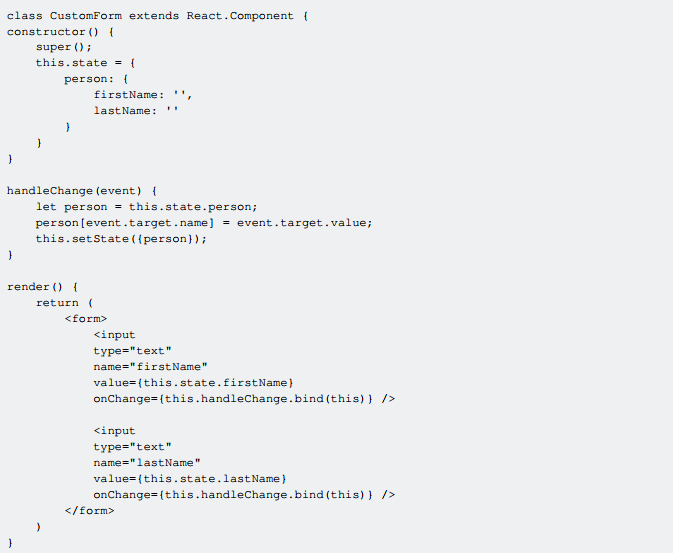 class CustomForm extends React.Component {
constructor() {
    super();
    this.state = {
        person: {
            firstName: '',
            lastName: ''
        }
    }
}

handleChange(event) {
    let person = this.state.person;
    person[event.target.name] = event.target.value;
    this.setState({person});
}

render() {
    return (
        <form>
            <input
            type="text"
            name="firstName"
            value={this.state.firstName}
            onChange={this.handleChange.bind(this)} />

            <input
            type="text"
            name="lastName"
            value={this.state.lastName}
            onChange={this.handleChange.bind(this)} />
        </form>
    )
}